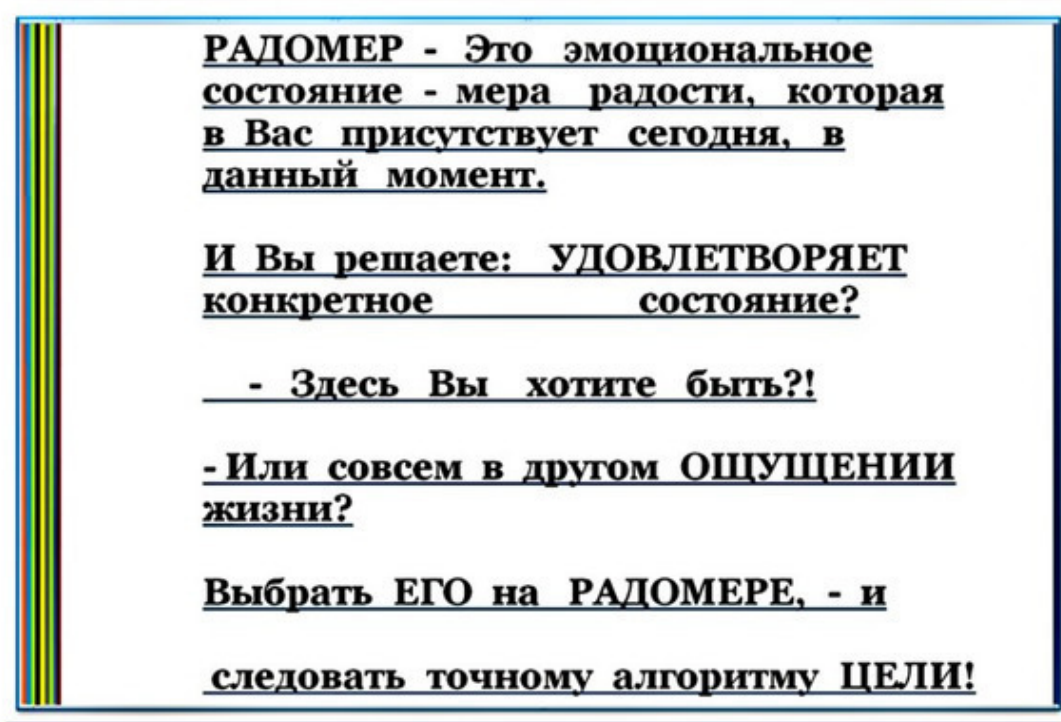 РАДОМЕР - Это эмоциональное
состояние - мера радости, которая
в Вас присутствует сегодня, в
данный момент.
И Вы решаете: УДОВЛЕТВОРЯЕТ
конкретное состояние?
- Здесь Вы хотите быть?!
- Или совсем в другом ОЩУЩЕНИИ
жизни?
Выбрать ЕГО на РАДОМЕРЕ, - и
следовать точному алгоритму ЦЕЛИ!